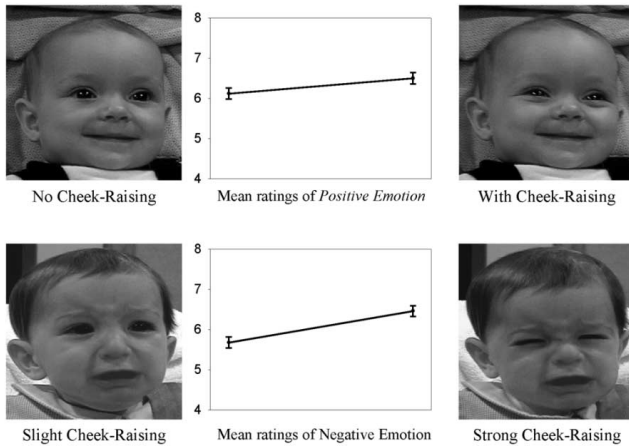 8
7
6
5
4
No Cheek-Raising
Mean ratings of Positive Emotion
With Cheek-Raising
8
7
6
5
4
Slight Cheek-Raising
Mean ratings of Negative Emotion
Strong Cheek-Raising